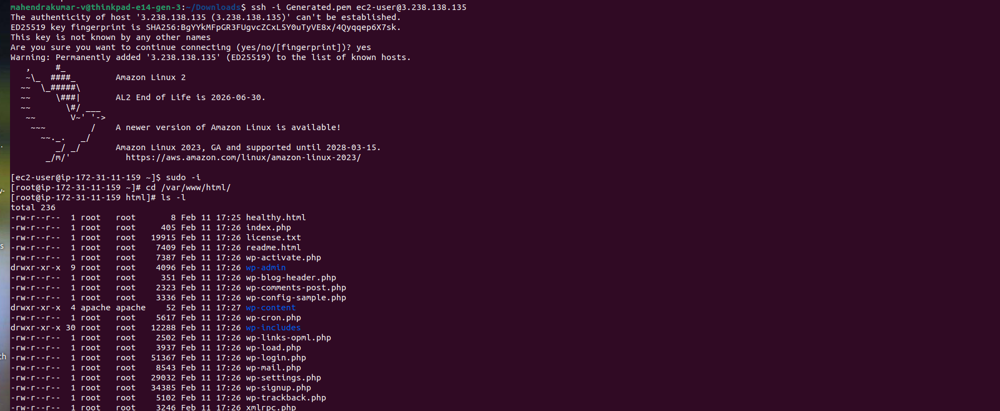 mahendrakumar-v@thinkpad-e14-gen-3:~/Downloads$ ssh -i Generated.pem ec2-user@3.238.138.135
The authenticity of host '3.238.138.135 (3.238.138.135)' can't be established.
ED25519 key fingerprint is SHA256:BgYYkMFpGR3FUgvcZCxL5Y0uTyVE8x/4Qyqqep6X7sk.
This key is not known by any other names
Are you sure you want to continue connecting (yes/no/[fingerprint])? yes
Warning: Permanently added '3.238.138.135' (ED25519) to the list of known hosts.
   ,     #_
   ~\_  ####_        Amazon Linux 2
  ~~  \_#####\
  ~~     \###|       AL2 End of Life is 2026-06-30.
  ~~       \#/ ___
   ~~       V~' '->
    ~~~         /    A newer version of Amazon Linux is available!
      ~~._.   _/
         _/ _/       Amazon Linux 2023, GA and supported until 2028-03-15.
       _/m/'           https://aws.amazon.com/linux/amazon-linux-2023/
[ec2-user@ip-172-31-11-159 ~]$ sudo -i
[root@ip-172-31-11-159 ~]# cd /var/www/html/
[root@ip-172-31-11-159 html]# ls -l
total 236
-rw-r--r--  1 root   root       8 Feb 11 17:25 healthy.html
-rw-r--r--  1 root   root     405 Feb 11 17:26 index.php
-rw-r--r--  1 root   root   19915 Feb 11 17:26 license.txt
-rw-r--r--  1 root   root    7409 Feb 11 17:26 readme.html
-rw-r--r--  1 root   root    7387 Feb 11 17:26 wp-activate.php
drwxr-xr-x  9 root   root    4096 Feb 11 17:26 wp-admin
-rw-r--r--  1 root   root     351 Feb 11 17:26 wp-blog-header.php
-rw-r--r--  1 root   root    2323 Feb 11 17:26 wp-comments-post.php
-rw-r--r--  1 root   root    3336 Feb 11 17:26 wp-config-sample.php
drwxr-xr-x  4 apache apache    52 Feb 11 17:27 wp-content
-rw-r--r--  1 root   root    5617 Feb 11 17:26 wp-cron.php
drwxr-xr-x 30 root   root   12288 Feb 11 17:26 wp-includes
-rw-r--r--  1 root   root    2502 Feb 11 17:26 wp-links-opml.php
-rw-r--r--  1 root   root    3937 Feb 11 17:26 wp-load.php
-rw-r--r--  1 root   root   51367 Feb 11 17:26 wp-login.php
-rw-r--r--  1 root   root    8543 Feb 11 17:26 wp-mail.php
-rw-r--r--  1 root   root   29032 Feb 11 17:26 wp-settings.php
-rw-r--r--  1 root   root   34385 Feb 11 17:26 wp-signup.php
-rw-r--r--  1 root   root    5102 Feb 11 17:26 wp-trackback.php
-rw-r--r--  1 root   root    3246 Feb 11 17:26 xmlrpc.php